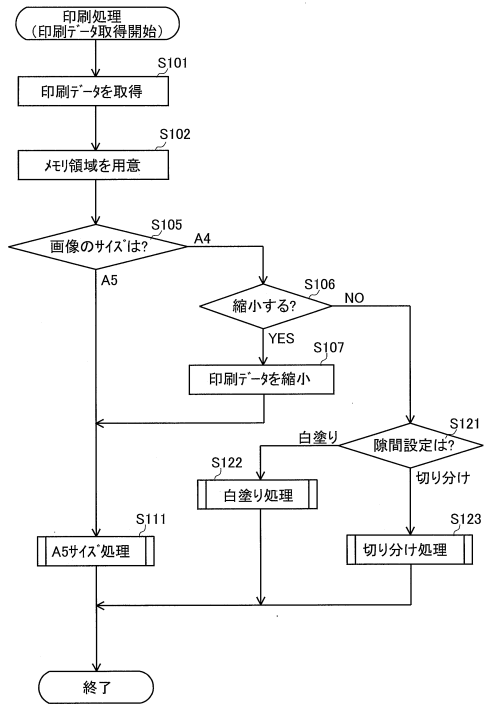 印刷処理
(印刷ﾃﾞｰﾀ取得開始)
S101
印刷ﾃﾞｰﾀを取得
S102
ﾒﾓﾘ領域を用意
S105
画像のｻｲｽﾞは?
A4
A5
S106
縮小する?
NO
YES
S107
印刷ﾃﾞｰﾀを縮小
S121
白塗り
隙間設定は?
切り分け
S122
白塗り処理
S111
A5ｻｲｽﾞ処理
S123
切り分け処理
終了